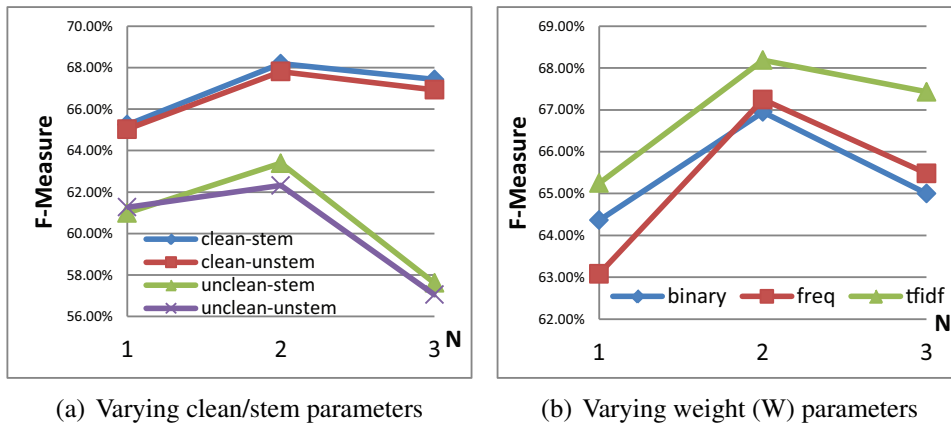 70.00%
68.00%
66.00%
64.00%
62.00%
60.00%
58.00%
56.00%
F-Measure
clean-stem
clean-unstem
unclean-stem
unclean-unstem
1 2 3 N
(a) Varying clean/stem parameters
69.00%
68.00%
67.00%
66.00%
65.00%
64.00%
63.00%
62.00%
F-Measure
binary freq tfidf
1 2 3 N
(b) Varying weight (W) parameters